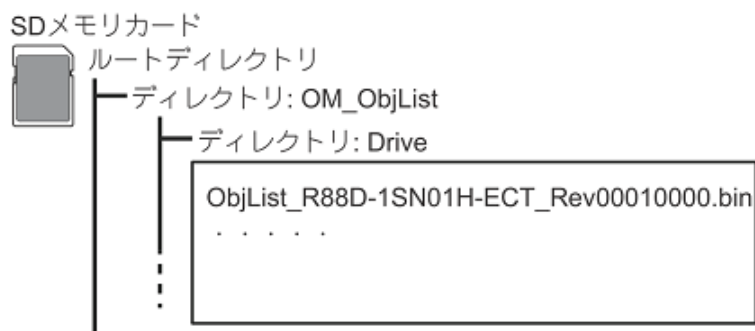 SDメモリカード
ルートディレクトリ
ディレクトリ: OM_ObjList
ディレクトリ: Drive
ObjList_R88D-1SN01H-ECT_Rev00010000.bin
・・・・・